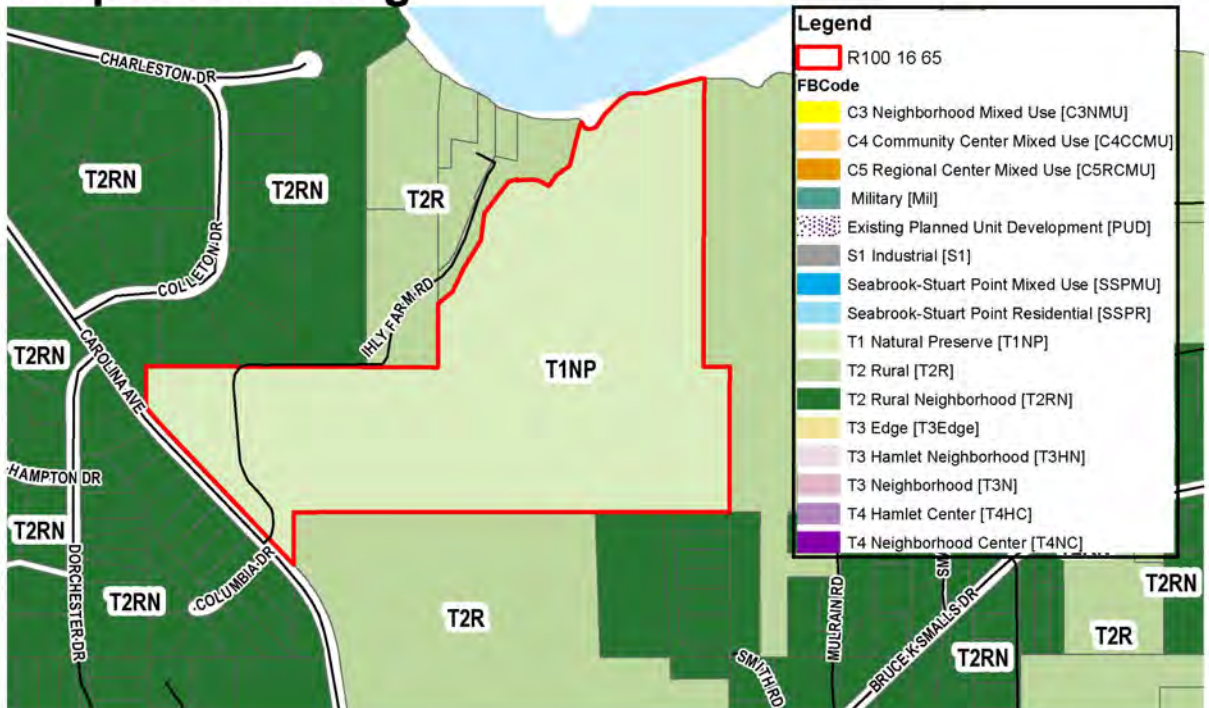 Legend
R100 16 65
FBCode
C3 Neighborhood Mixed Use [C3NMU]
C4 Community Center Mixed Use [C4CCMU]
C5 Regional Center Mixed Use [C5RCMU]
Military [Mil]
Existing Planned Unit Development [PUD]
S1 Industrial [S1]
Seabrook-Stuart Point Mixed Use [SSPMU]
Seabrook-Stuart Point Residential [SSPR]
T1 Natural Preserve [T1NP]
T2 Rural [T2R]
T2 Rural Neighborhood [T2RN]
T3 Edge [T3Edge]
T3 Hamlet Neighborhood [T3HN]
T3 Neighborhood [T3N]
T4 Hamlet Center [T4HC]
T4 Neighborhood Center [T4NC]
CHARLESTON DR
T2RN
T2RN
T2R
COLLETON DR
IHLY FARM RD
T2RN
CAROLINA AVE
T1NP
HAMPTON DR
T2RN
DORCHESTER DR
T2RN
COLUMBIA DR
T2R
SMITH RD
MULRAIN RD
BRUCE K SMALLS DR
T2RN
T2RN
T2R